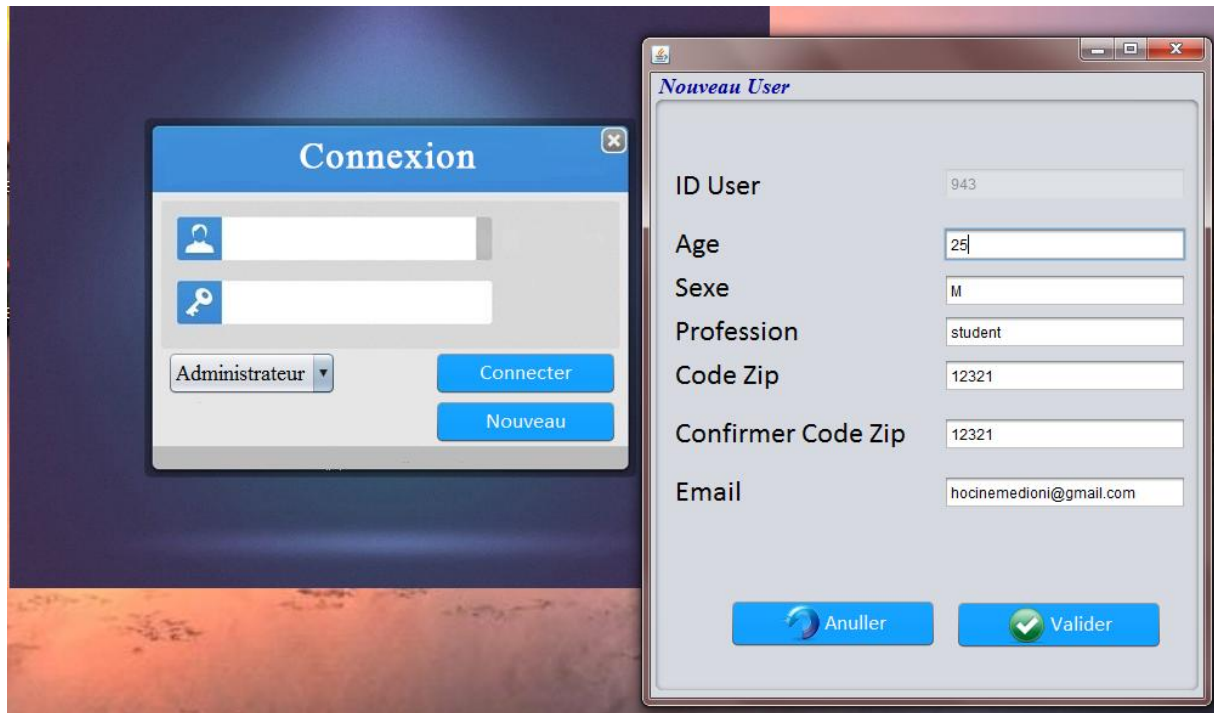 Connexion
Administrateur
Connecter
Nouveau
Nouveau User
ID User 943
Age 25
Sexe M
Profession student
Code Zip 12321
Confirmer Code Zip 12321
Email hocinemedioni@gmail.com
Anuller Valider